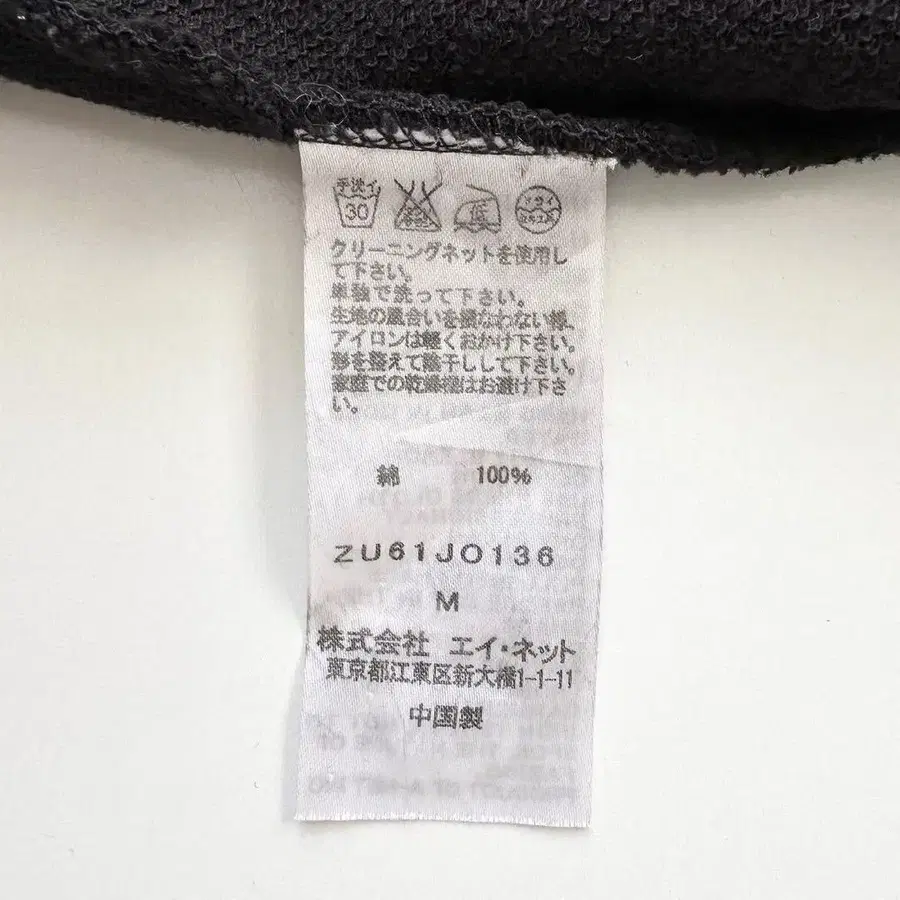 手洗イ
30
低
クリーニングネットを使用し
て下さい。
単独で洗って下さい。
生地の風合いを損なわない様、
アイロンは軽くおかけ下さい。
形を整えて陰干しして下さい。
家庭での乾燥機はお避け下さ
い。
綿 100%
ZU61JO136
M
株式会社 エイ・ネット
東京都江東区新大橋1-1-11
中国製